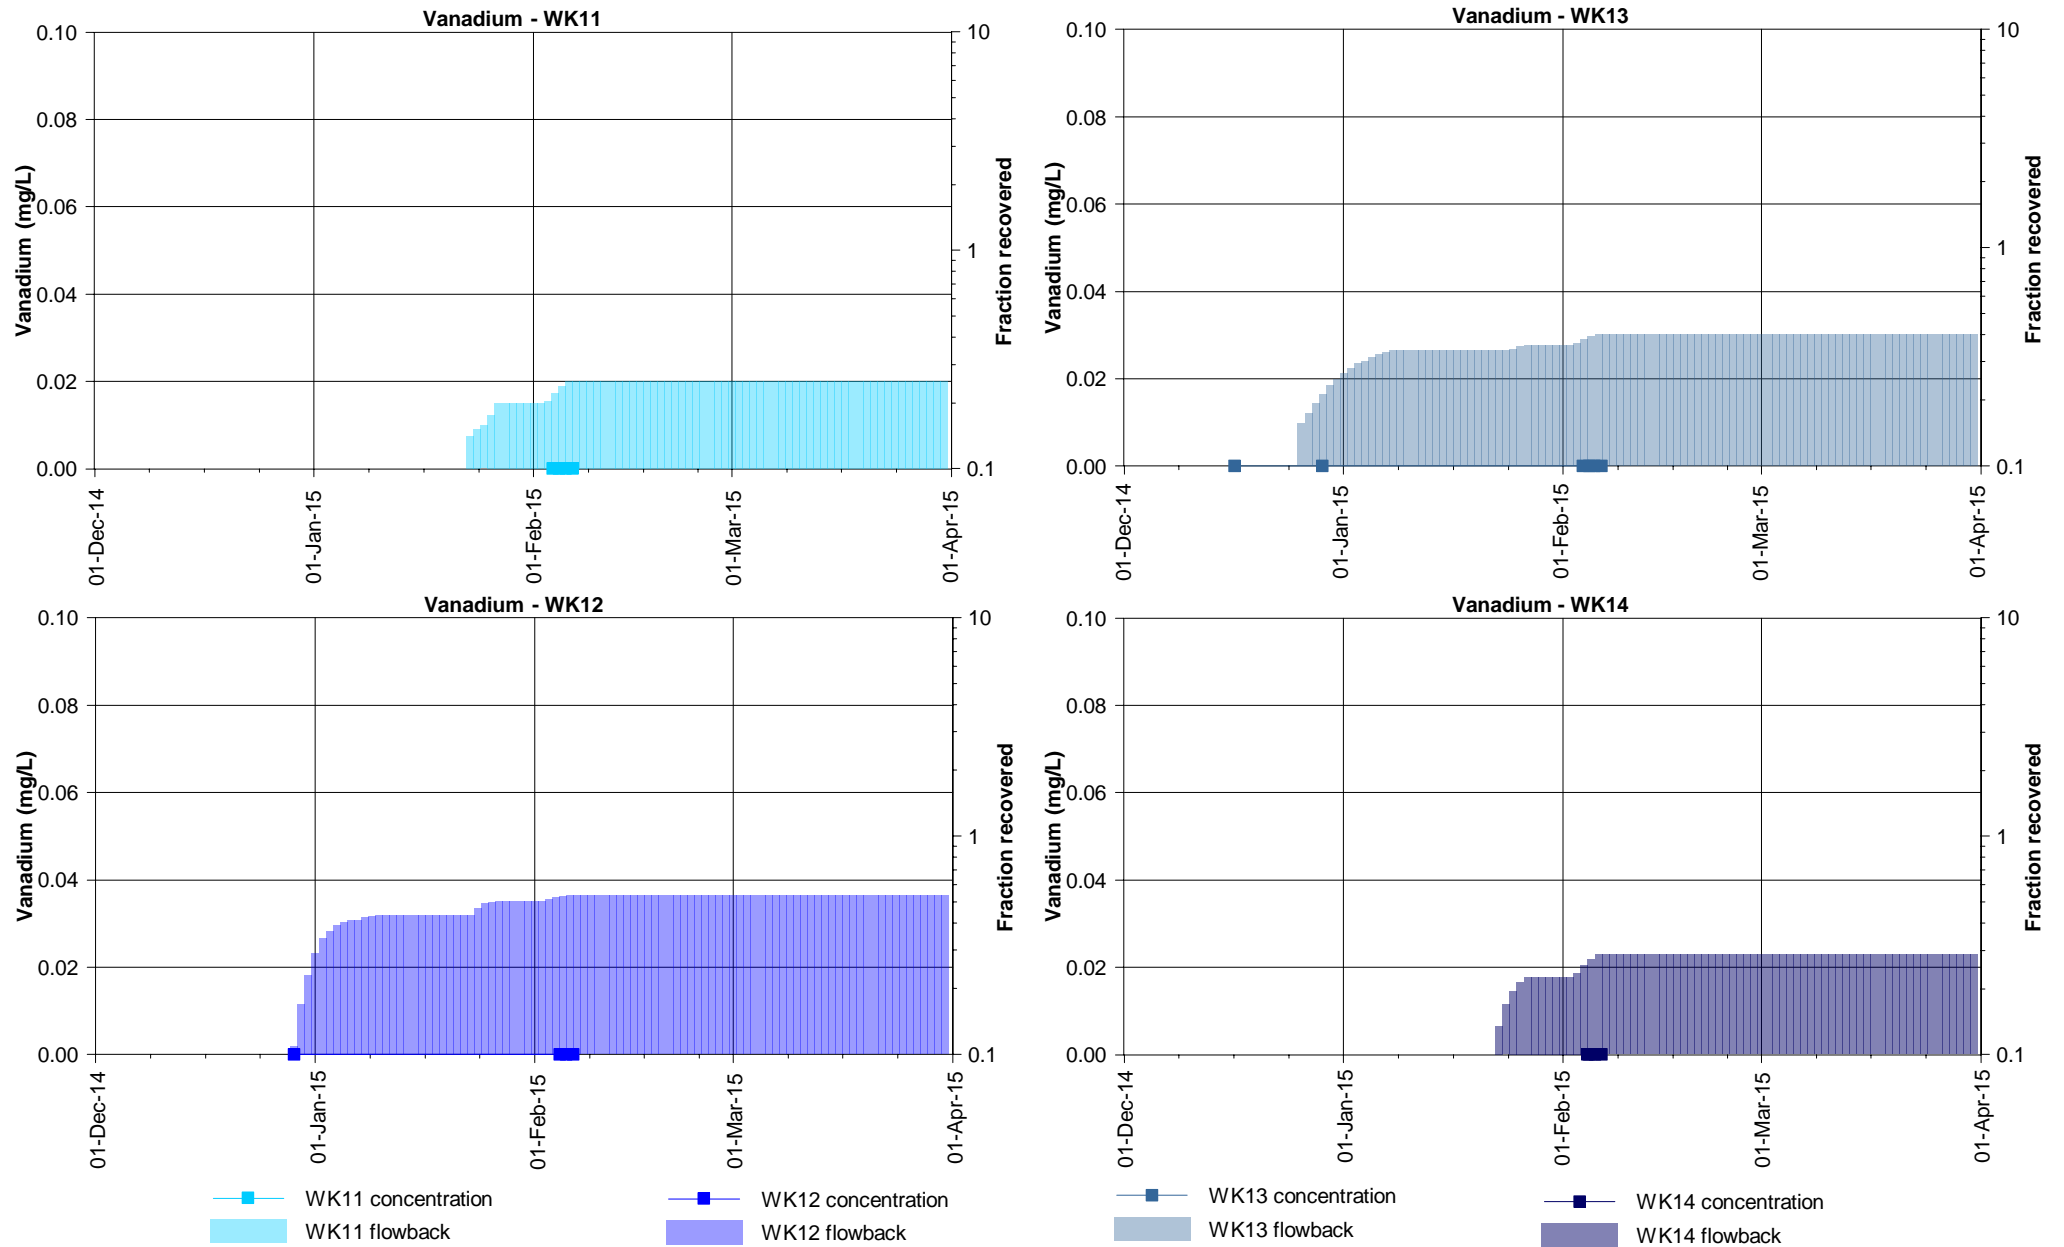 Vanadium - WK11
0.10
0.08
0.06
0.04
0.02
0.00
Vanadium (mg/L)
10
1
0.1
Fraction recovered
01-Dec-14
01-Jan-15
01-Feb-15
01-Mar-15
01-Apr-15
Vanadium - WK13
0.10
0.08
0.06
0.04
0.02
0.00
Vanadium (mg/L)
10
1
0.1
Fraction recovered
01-Dec-14
01-Jan-15
01-Feb-15
01-Mar-15
01-Apr-15
Vanadium - WK12
0.10
0.08
0.06
0.04
0.02
0.00
Vanadium (mg/L)
10
1
0.1
Fraction recovered
01-Dec-14
01-Jan-15
01-Feb-15
01-Mar-15
01-Apr-15
Vanadium - WK14
0.10
0.08
0.06
0.04
0.02
0.00
Vanadium (mg/L)
10
1
0.1
Fraction recovered
01-Dec-14
01-Jan-15
01-Feb-15
01-Mar-15
01-Apr-15
WK11 concentration
WK11 flowback
WK12 concentration
WK12 flowback
WK13 concentration
WK13 flowback
WK14 concentration
WK14 flowback